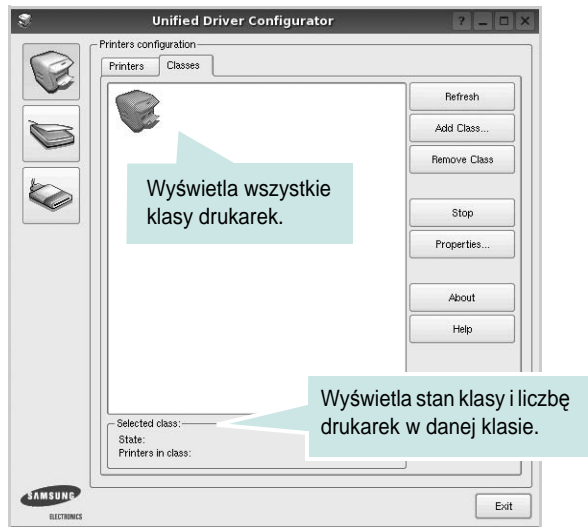 Unified Driver Configurator
Printers configuration
Printers Classes
Refresh
Add Class...
Remove Class
Wyświetla wszystkie
klasy drukarek.
Stop
Properties...
About
Help
Wyświetla stan klasy i liczbę
drukarek w danej klasie.
Selected class:
State:
Printers in class:
SAMSUNG
ELECTRONICS
Exit